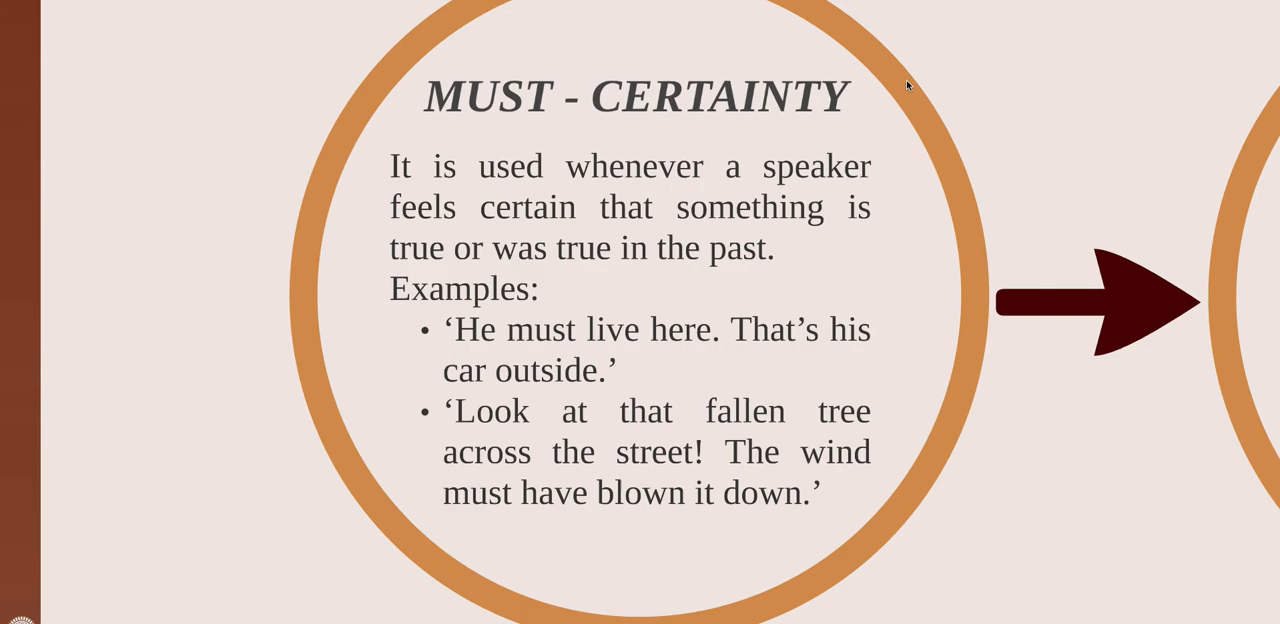 MUST - CERTAINTY
It is used whenever a speaker
feels certain that something is
true or was true in the past.
Examples:
• ‘He must live here. That’s his
car outside.’
• ‘Look at that fallen tree
across the street! The wind
must have blown it down.’